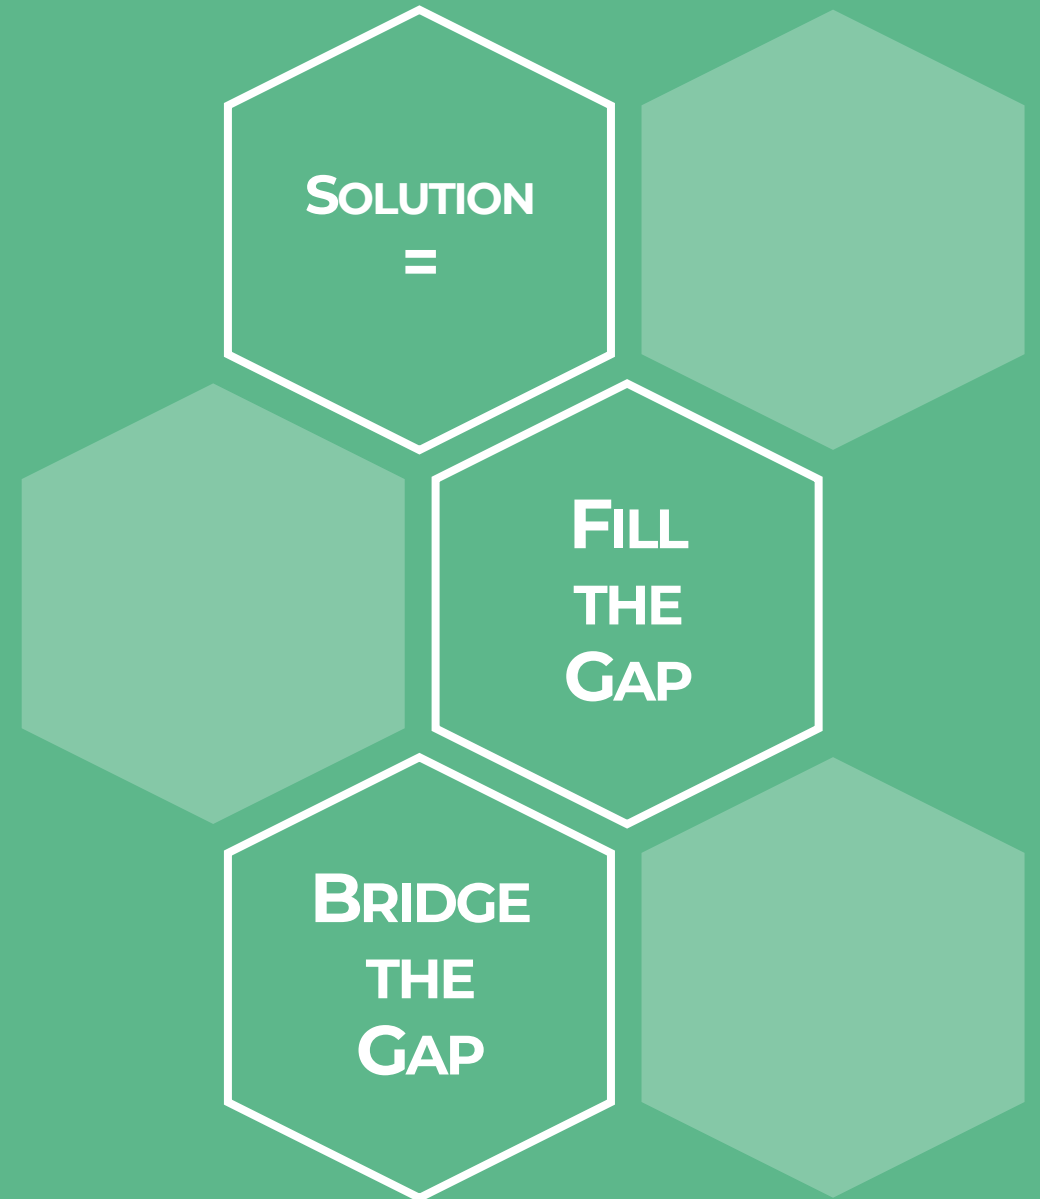 Solution
=
Fill
the
Gap
Bridge
the
Gap